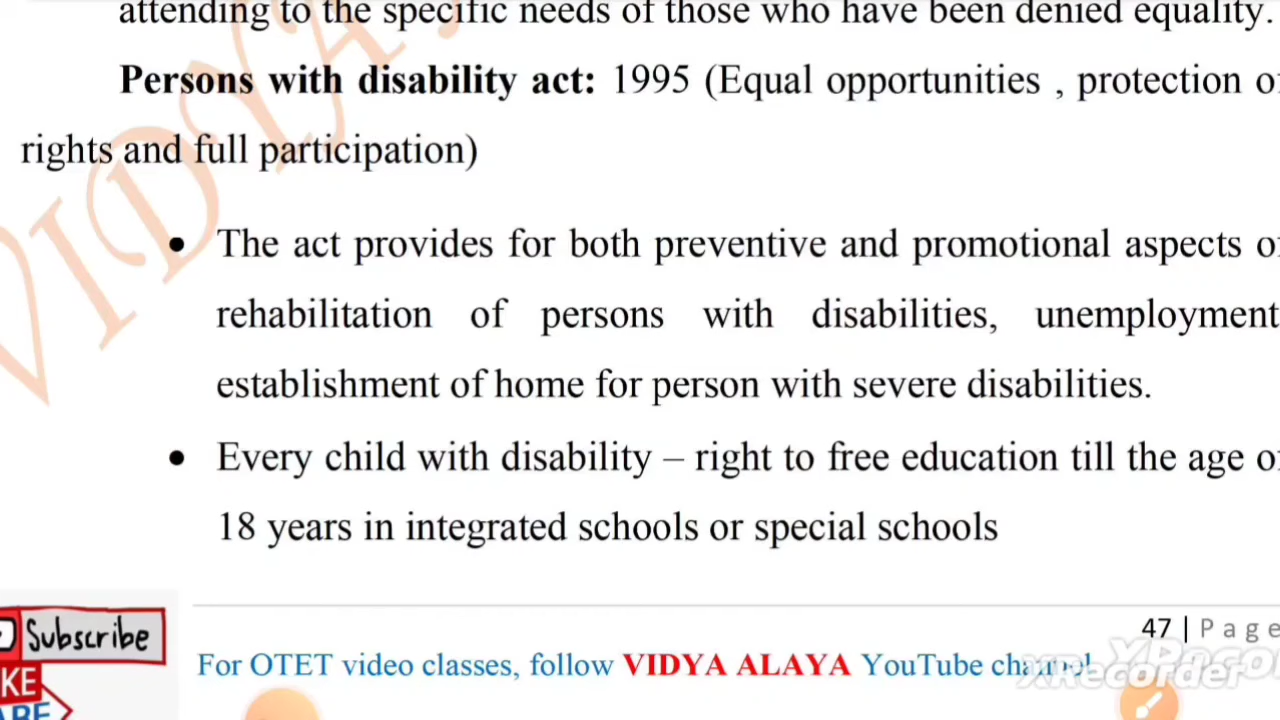 attending to the specific needs of those who have been denied equality.
Persons with disability act: 1995 (Equal opportunities , protection of
rights and full participation)
• The act provides for both preventive and promotional aspects of
rehabilitation of persons with disabilities, unemployment
establishment of home for person with severe disabilities.
• Every child with disability – right to free education till the age of
18 years in integrated schools or special schools
47 | Page
Subscribe
For OTET video classes, follow VIDYA ALAYA YouTube channel
XRecorder
VIDYA